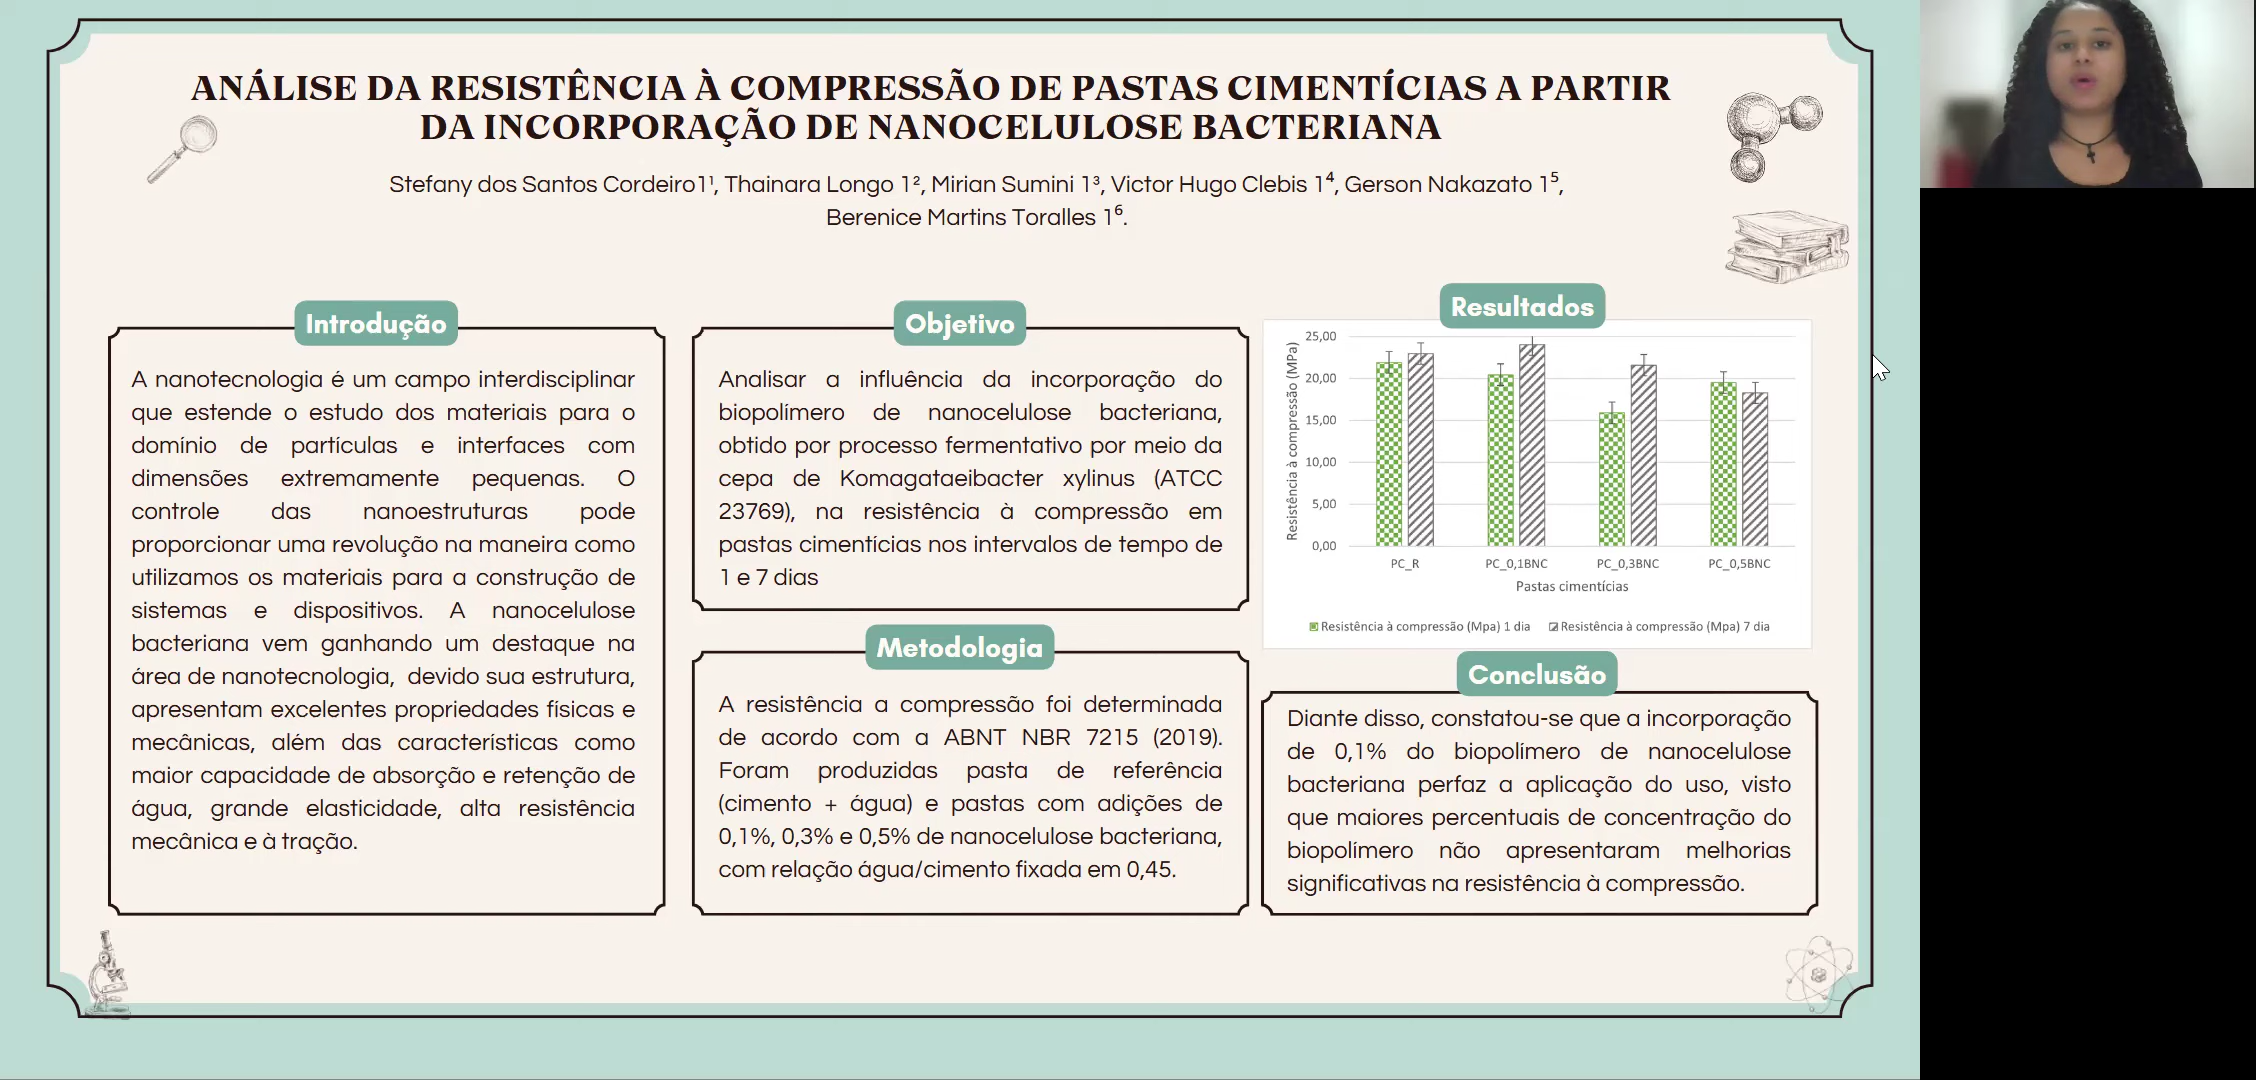 ANÁLISE DA RESISTÊNCIA À COMPRESSÃO DE PASTAS CIMENTÍCIAS A PARTIR
DA INCORPORAÇÃO DE NANOCELULOSE BACTERIANA
Stefany dos Santos Cordeiro1¹, Thainara Longo 1², Mirian Sumini 1³, Victor Hugo Clebis 1⁴, Gerson Nakazato 1⁵,
Berenice Martins Toralles 1⁶.
Introdução
A nanotecnologia é um campo interdisciplinar
que estende o estudo dos materiais para o
domínio de partículas e interfaces com
dimensões extremamente pequenas. O
controle das nanoestruturas pode
proporcionar uma revolução na maneira como
utilizamos os materiais para a construção de
sistemas e dispositivos. A nanocelulose
bacteriana vem ganhando um destaque na
área de nanotecnologia, devido sua estrutura,
apresentam excelentes propriedades físicas e
mecânicas, além das características como
maior capacidade de absorção e retenção de
água, grande elasticidade, alta resistência
mecânica e à tração.
Objetivo
Analisar a influência da incorporação do
biopolímero de nanocelulose bacteriana,
obtido por processo fermentativo por meio da
cepa de Komagataeibacter xylinus (ATCC
23769), na resistência à compressão em
pastas cimentícias nos intervalos de tempo de
1 e 7 dias
Metodologia
A resistência a compressão foi determinada
de acordo com a ABNT NBR 7215 (2019).
Foram produzidas pasta de referência
(cimento + água) e pastas com adições de
0,1%, 0,3% e 0,5% de nanocelulose bacteriana,
com relação água/cimento fixada em 0,45.
Resultados
Resistência à compressão (MPa)
25,00
20,00
15,00
10,00
5,00
0,00
PC_R PC_0,1BNC PC_0,3BNC PC_0,5BNC
Pastas cimentícias
Resistência à compressão (Mpa) 1 dia Resistência à compressão (Mpa) 7 dia
Conclusão
Diante disso, constatou-se que a incorporação
de 0,1% do biopolímero de nanocelulose
bacteriana perfaz a aplicação do uso, visto
que maiores percentuais de concentração do
biopolímero não apresentaram melhorias
significativas na resistência à compressão.